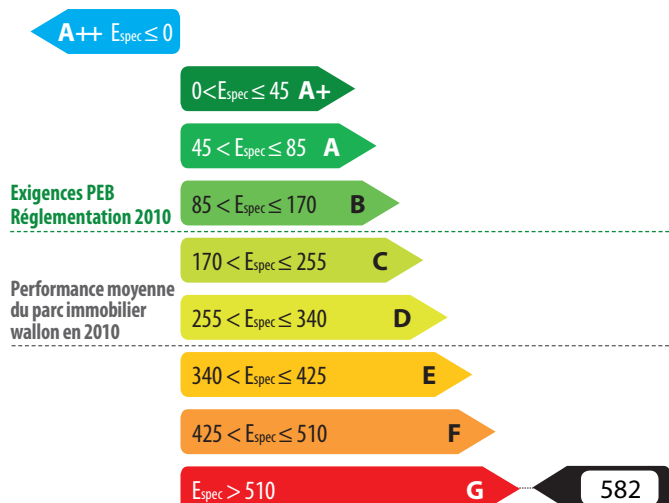 A++ Espec ≤ 0
0<Espec ≤ 45 A+
45 < Espec ≤ 85 A
Exigences PEB
Réglementation 2010
85 < Espec ≤ 170 B
170 < Espec ≤ 255 C
Performance moyenne
du parc immobilier
wallon en 2010
255 < Espec ≤ 340 D
340 < Espec ≤ 425 E
425 < Espec ≤ 510 F
Espec > 510 G 582